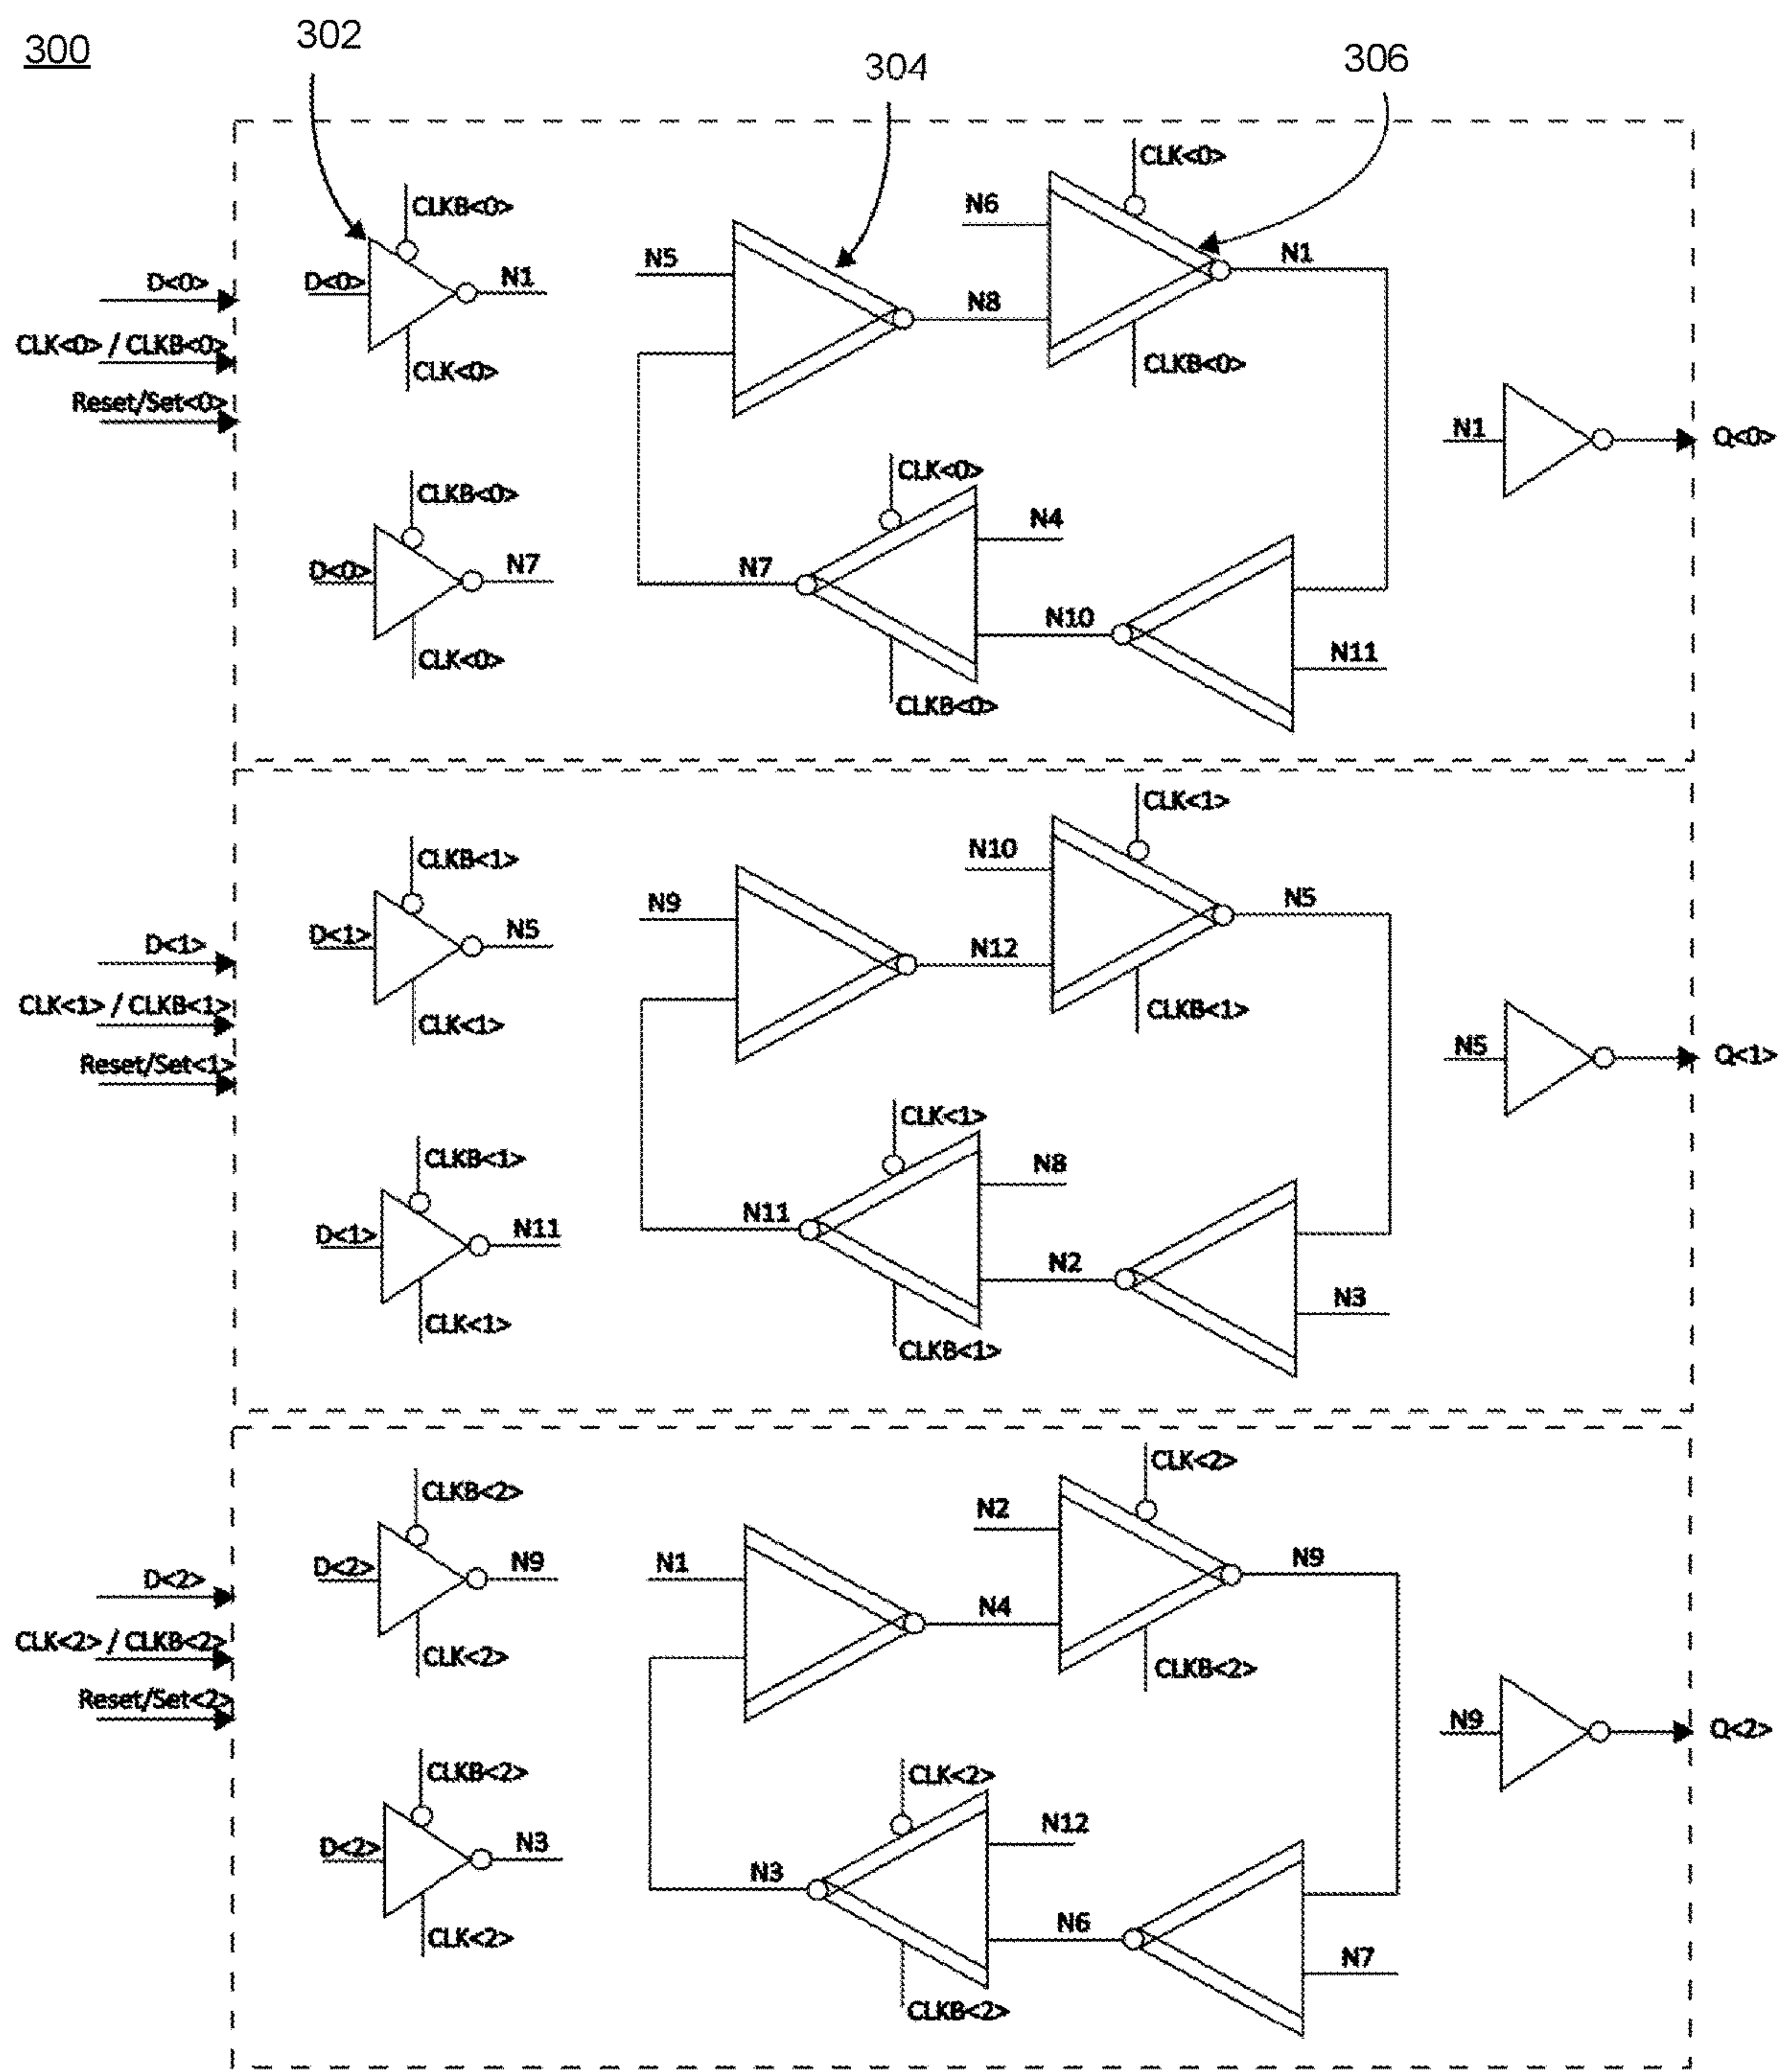 300
302
304
306
D<0>
CLK<0> / CLKB<0>
Reset/Set<0>
CLKB<0>
D<0>
N1
CLK<0>
N5
N6
N8
CLK<0>
N1
CLKB<0>
N1
Q<0>
CLKB<0>
D<0>
N7
CLK<0>
CLK<0>
N4
N7
N10
N11
CLKB<0>
D<1>
CLK<1> / CLKB<1>
Reset/Set<1>
CLKB<1>
D<1>
N5
CLK<1>
N9
N10
N12
CLK<1>
N5
CLKB<1>
N5
Q<1>
CLKB<1>
D<1>
N11
CLK<1>
CLK<1>
N8
N11
N2
N3
CLKB<1>
D<2>
CLK<2> / CLKB<2>
Reset/Set<2>
CLKB<2>
D<2>
N9
CLK<2>
N1
N2
N4
CLK<2>
N9
CLKB<2>
N9
Q<2>
CLKB<2>
D<2>
N3
CLK<2>
CLK<2>
N12
N3
N6
N7
CLKB<2>